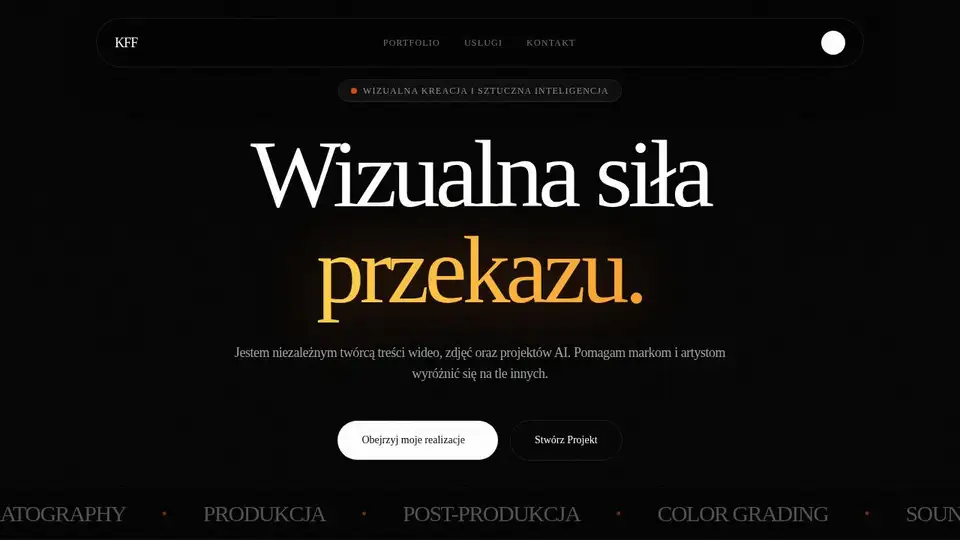 KFF
PORTFOLIO USŁUGI KONTAKT
WIZUALNA KREACJA I SZTUCZNA INTELIGENCJA
Wizualna siła
przekazu.
Jestem niezależnym twórcą treści wideo, zdjęć oraz projektów AI. Pomagam markom i artystom
wyróżnić się na tle innych.
Obejrzyj moje realizacje Stwórz Projekt
ATOGRAPHY • PRODUKCJA • POST-PRODUKCJA • COLOR GRADING • SOUN